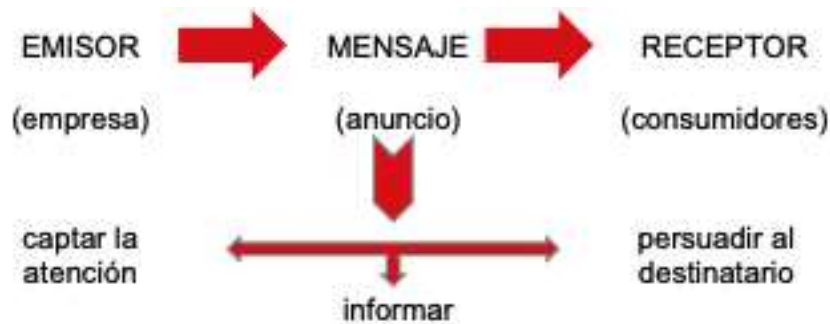 EMISOR MENSAJE RECEPTOR
(empresa) (anuncio) (consumidores)
captar la persuadir al
atención destinatario
informar